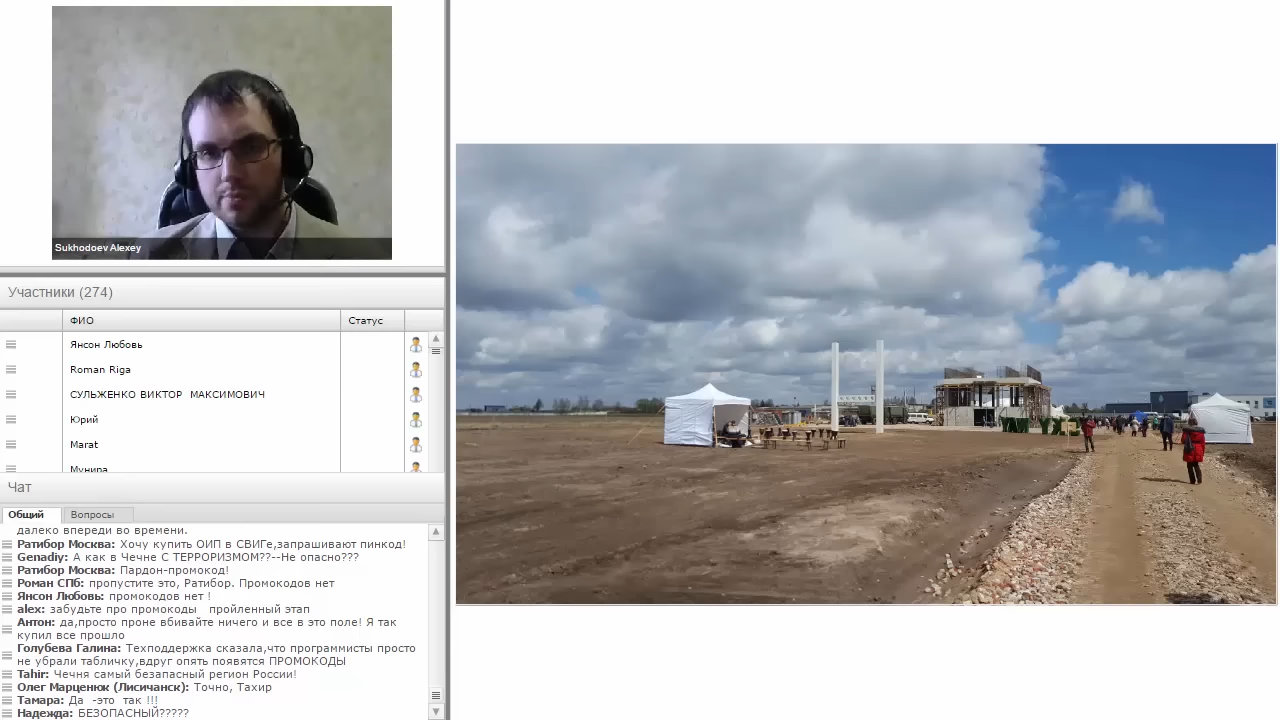 Sukhodoev Alexey
Участники (274)
ФИО
Статус
Янсон Любовь
Roman Riga
СУЛЬЖЕНКО ВИКТОР МАКСИМОВИЧ
Юрий
Marat
Мунира
Чат
Общий
Вопросы
далеко впереди во времени.
Ратибор Москва: Хочу купить ОИП в СВИГе,запрашивают пинкод!
Genadiy: А как в Чечне С ТЕРРОРИЗМОМ??--Не опасно???
Ратибор Москва: Пардон-промокод!
Роман СПб: пропустите это, Ратибор. Промокодов нет
Янсон Любовь: промокодов нет !
alex: забудьте про промокоды пройленный этап
Антон: да,просто проне вбивайте ничего и все в это поле! Я так
купил все прошло
Голубева Галина: Техподдержка сказала,что программисты просто
не убрали табличку,вдруг опять появятся ПРОМОКОДЫ
Tahir: Чечня самый безапасный регион России!
Олег Марценюк (Лисичанск): Точно, Тахир
Тамара: Да -это так !!!
Надежда: БЕЗОПАСНЫЙ?????